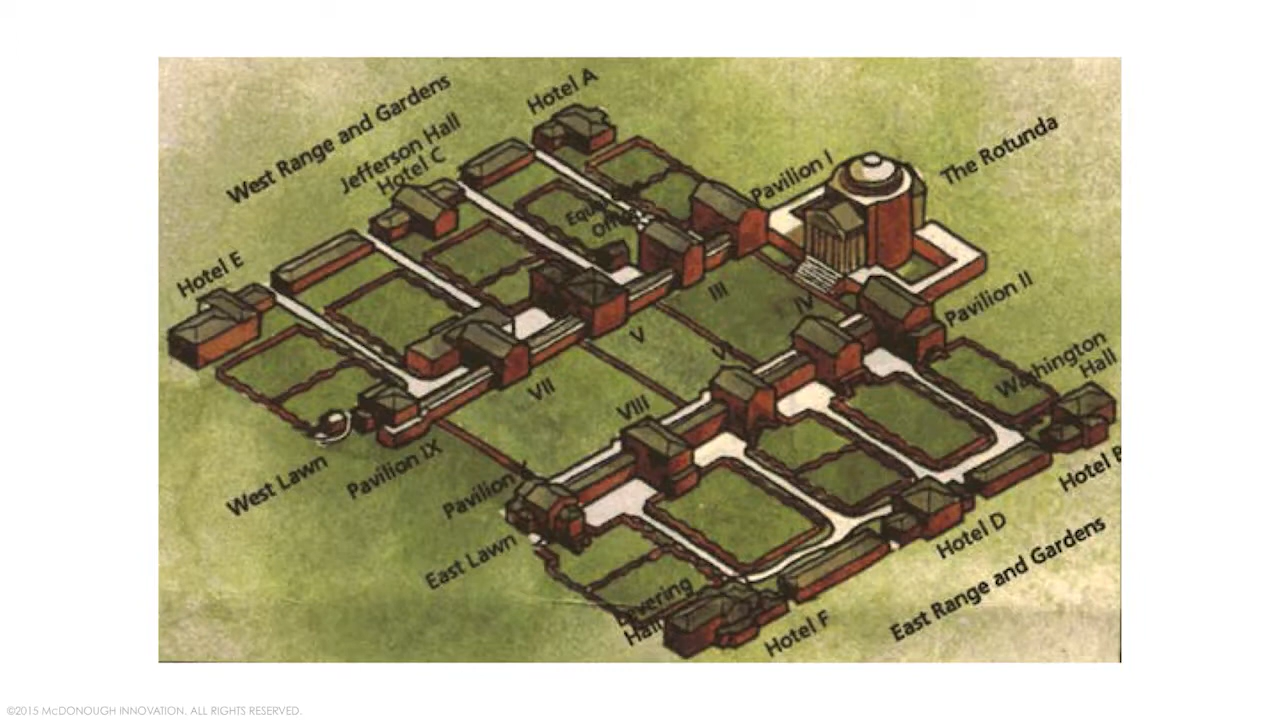 Hotel A
West Range and Gardens
Jefferson Hall
Hotel C
The Rotunda
Pavilion I
Hotel E
III
IV
Pavilion II
V
Washington
Hall
VII
VIII
West Lawn
Pavilion IX
Pavilion
Hotel B
East Lawn
Hotel D
East Range and Gardens
Levering
Hall
Hotel F
©2015 McDONOUGH INNOVATION. ALL RIGHTS RESERVED.